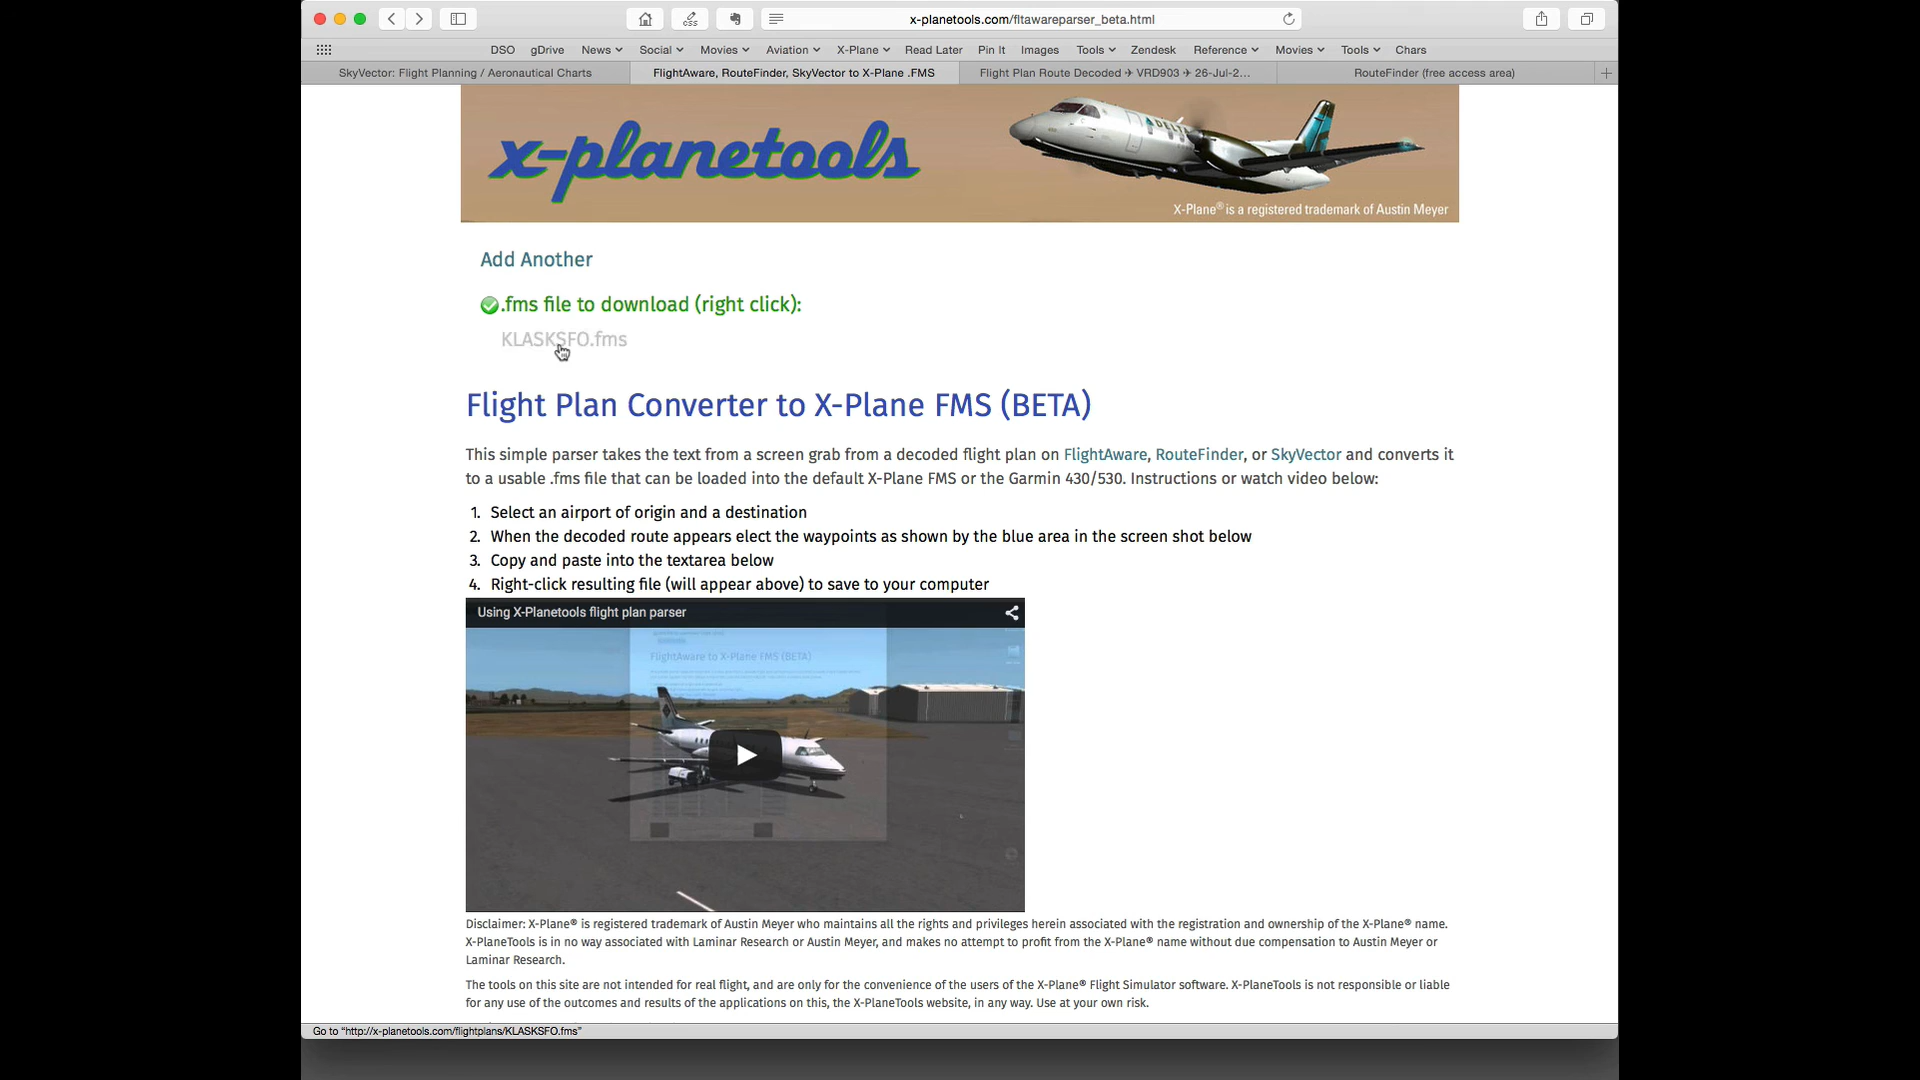 x-planetools.com/fltawareparser_beta.html
DSO gDrive News Social Movies Aviation X-Plane Read Later Pin It Images Tools Zendesk Reference Movies Tools Chars
SkyVector: Flight Planning / Aeronautical Charts
FlightAware, RouteFinder, SkyVector to X-Plane .FMS
Flight Plan Route Decoded ✈ VRD903 ✈ 26-Jul-2...
RouteFinder (free access area)
x-planetools
DELTA
X-Plane® is a registered trademark of Austin Meyer
Add Another
.fms file to download (right click):
KLASKSFO.fms
Flight Plan Converter to X-Plane FMS (BETA)
This simple parser takes the text from a screen grab from a decoded flight plan on FlightAware, RouteFinder, or SkyVector and converts it
to a usable .fms file that can be loaded into the default X-Plane FMS or the Garmin 430/530. Instructions or watch video below:
1. Select an airport of origin and a destination
2. When the decoded route appears elect the waypoints as shown by the blue area in the screen shot below
3. Copy and paste into the textarea below
4. Right-click resulting file (will appear above) to save to your computer
Using X-Planetools flight plan parser
FlightAware to X-Plane FMS (BETA)
Disclaimer: X-Plane® is registered trademark of Austin Meyer who maintains all the rights and privileges herein associated with the registration and ownership of the X-Plane® name.
X-PlaneTools is in no way associated with Laminar Research or Austin Meyer, and makes no attempt to profit from the X-Plane® name without due compensation to Austin Meyer or
Laminar Research.
The tools on this site are not intended for real flight, and are only for the convenience of the users of the X-Plane® Flight Simulator software. X-PlaneTools is not responsible or liable
for any use of the outcomes and results of the applications on this, the X-PlaneTools website, in any way. Use at your own risk.
Go to "http://x-planetools.com/flightplans/KLASKSFO.fms"